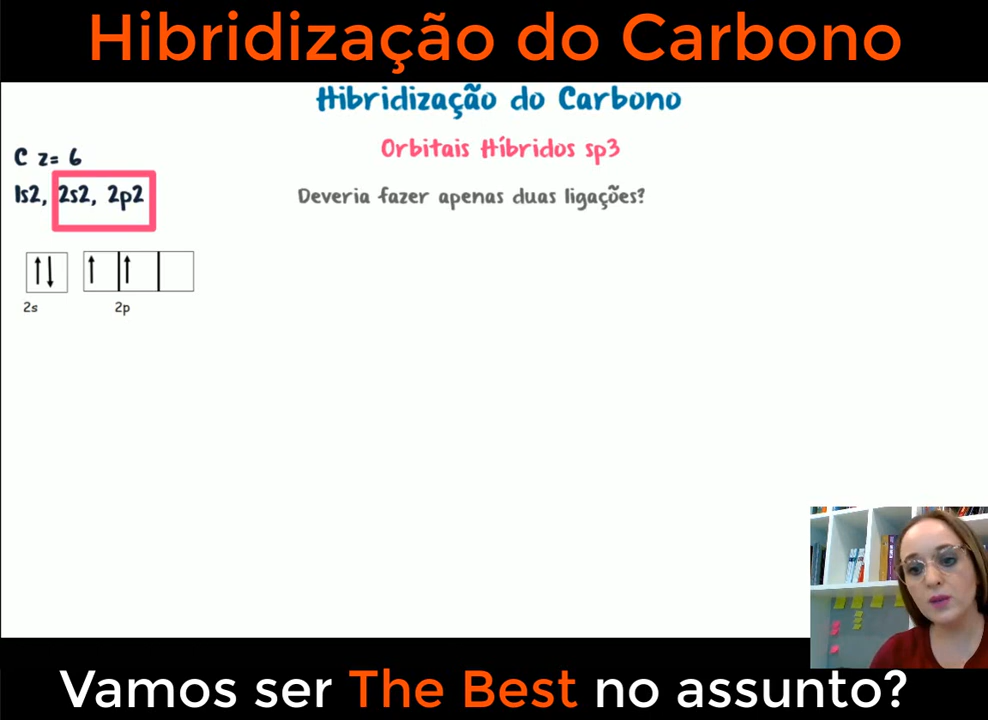 Hibridização do Carbono
Hibridização do Carbono
Orbitais Híbridos sp3
C z= 6
1s2, 2s2, 2p2
Deveria fazer apenas duas ligações?
2s 2p
Vamos ser The Best no assunto?